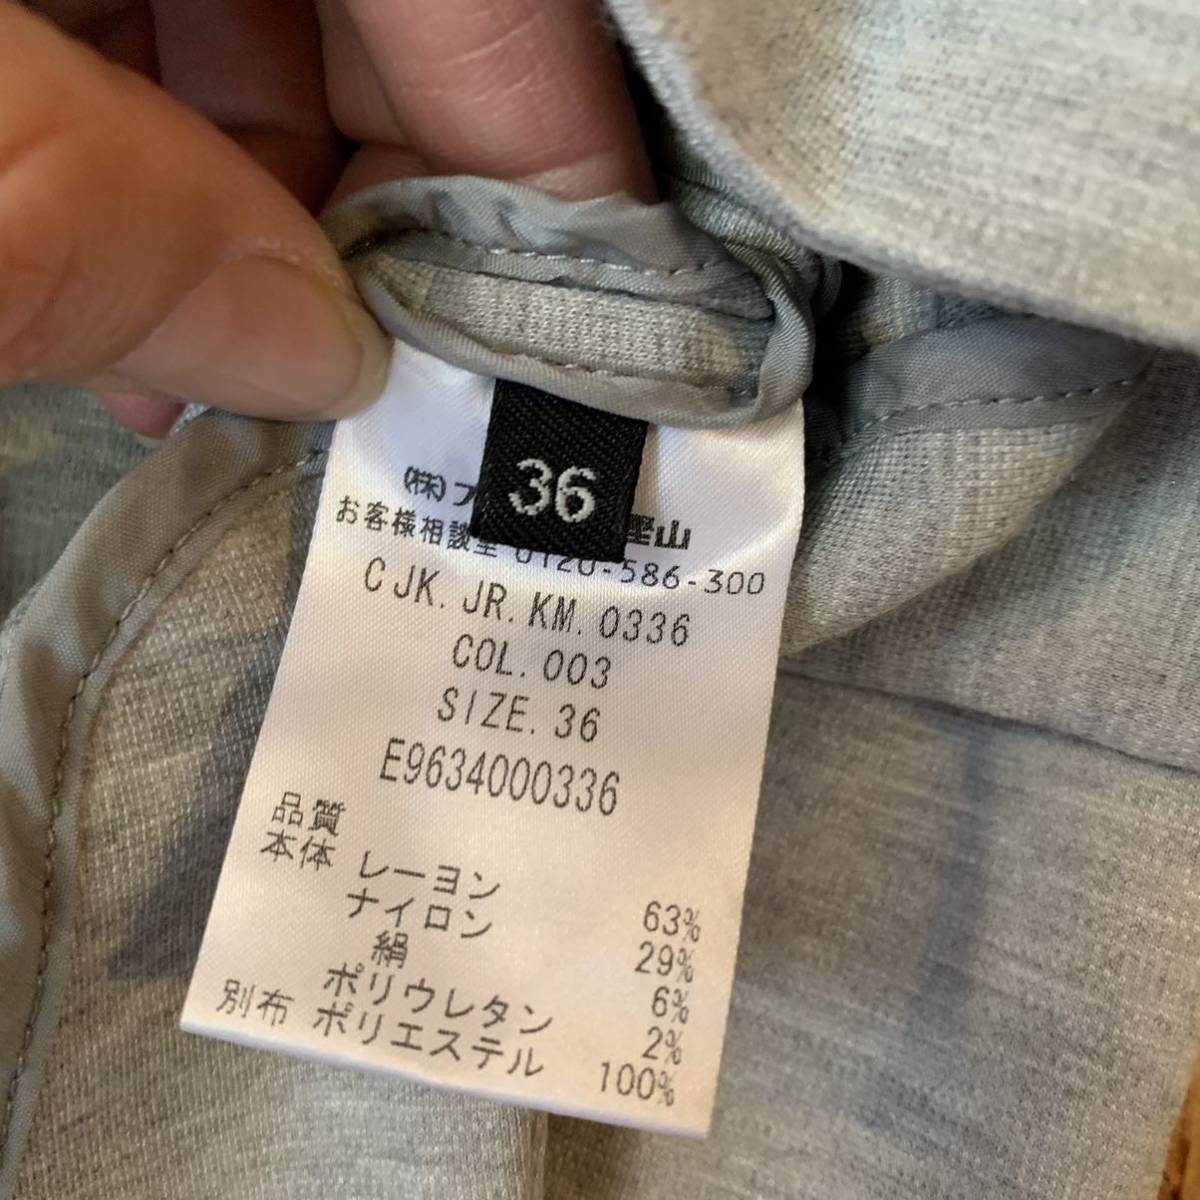 36
(株)フ
お客様相談室 0120-586-300
C JK. JR. KM. 0336
COL. 003
SIZE. 36
E9634000336
品質
本体 レーヨン 63%
ナイロン 29%
絹 6%
ポリウレタン 2%
別布 ポリエステル 100%